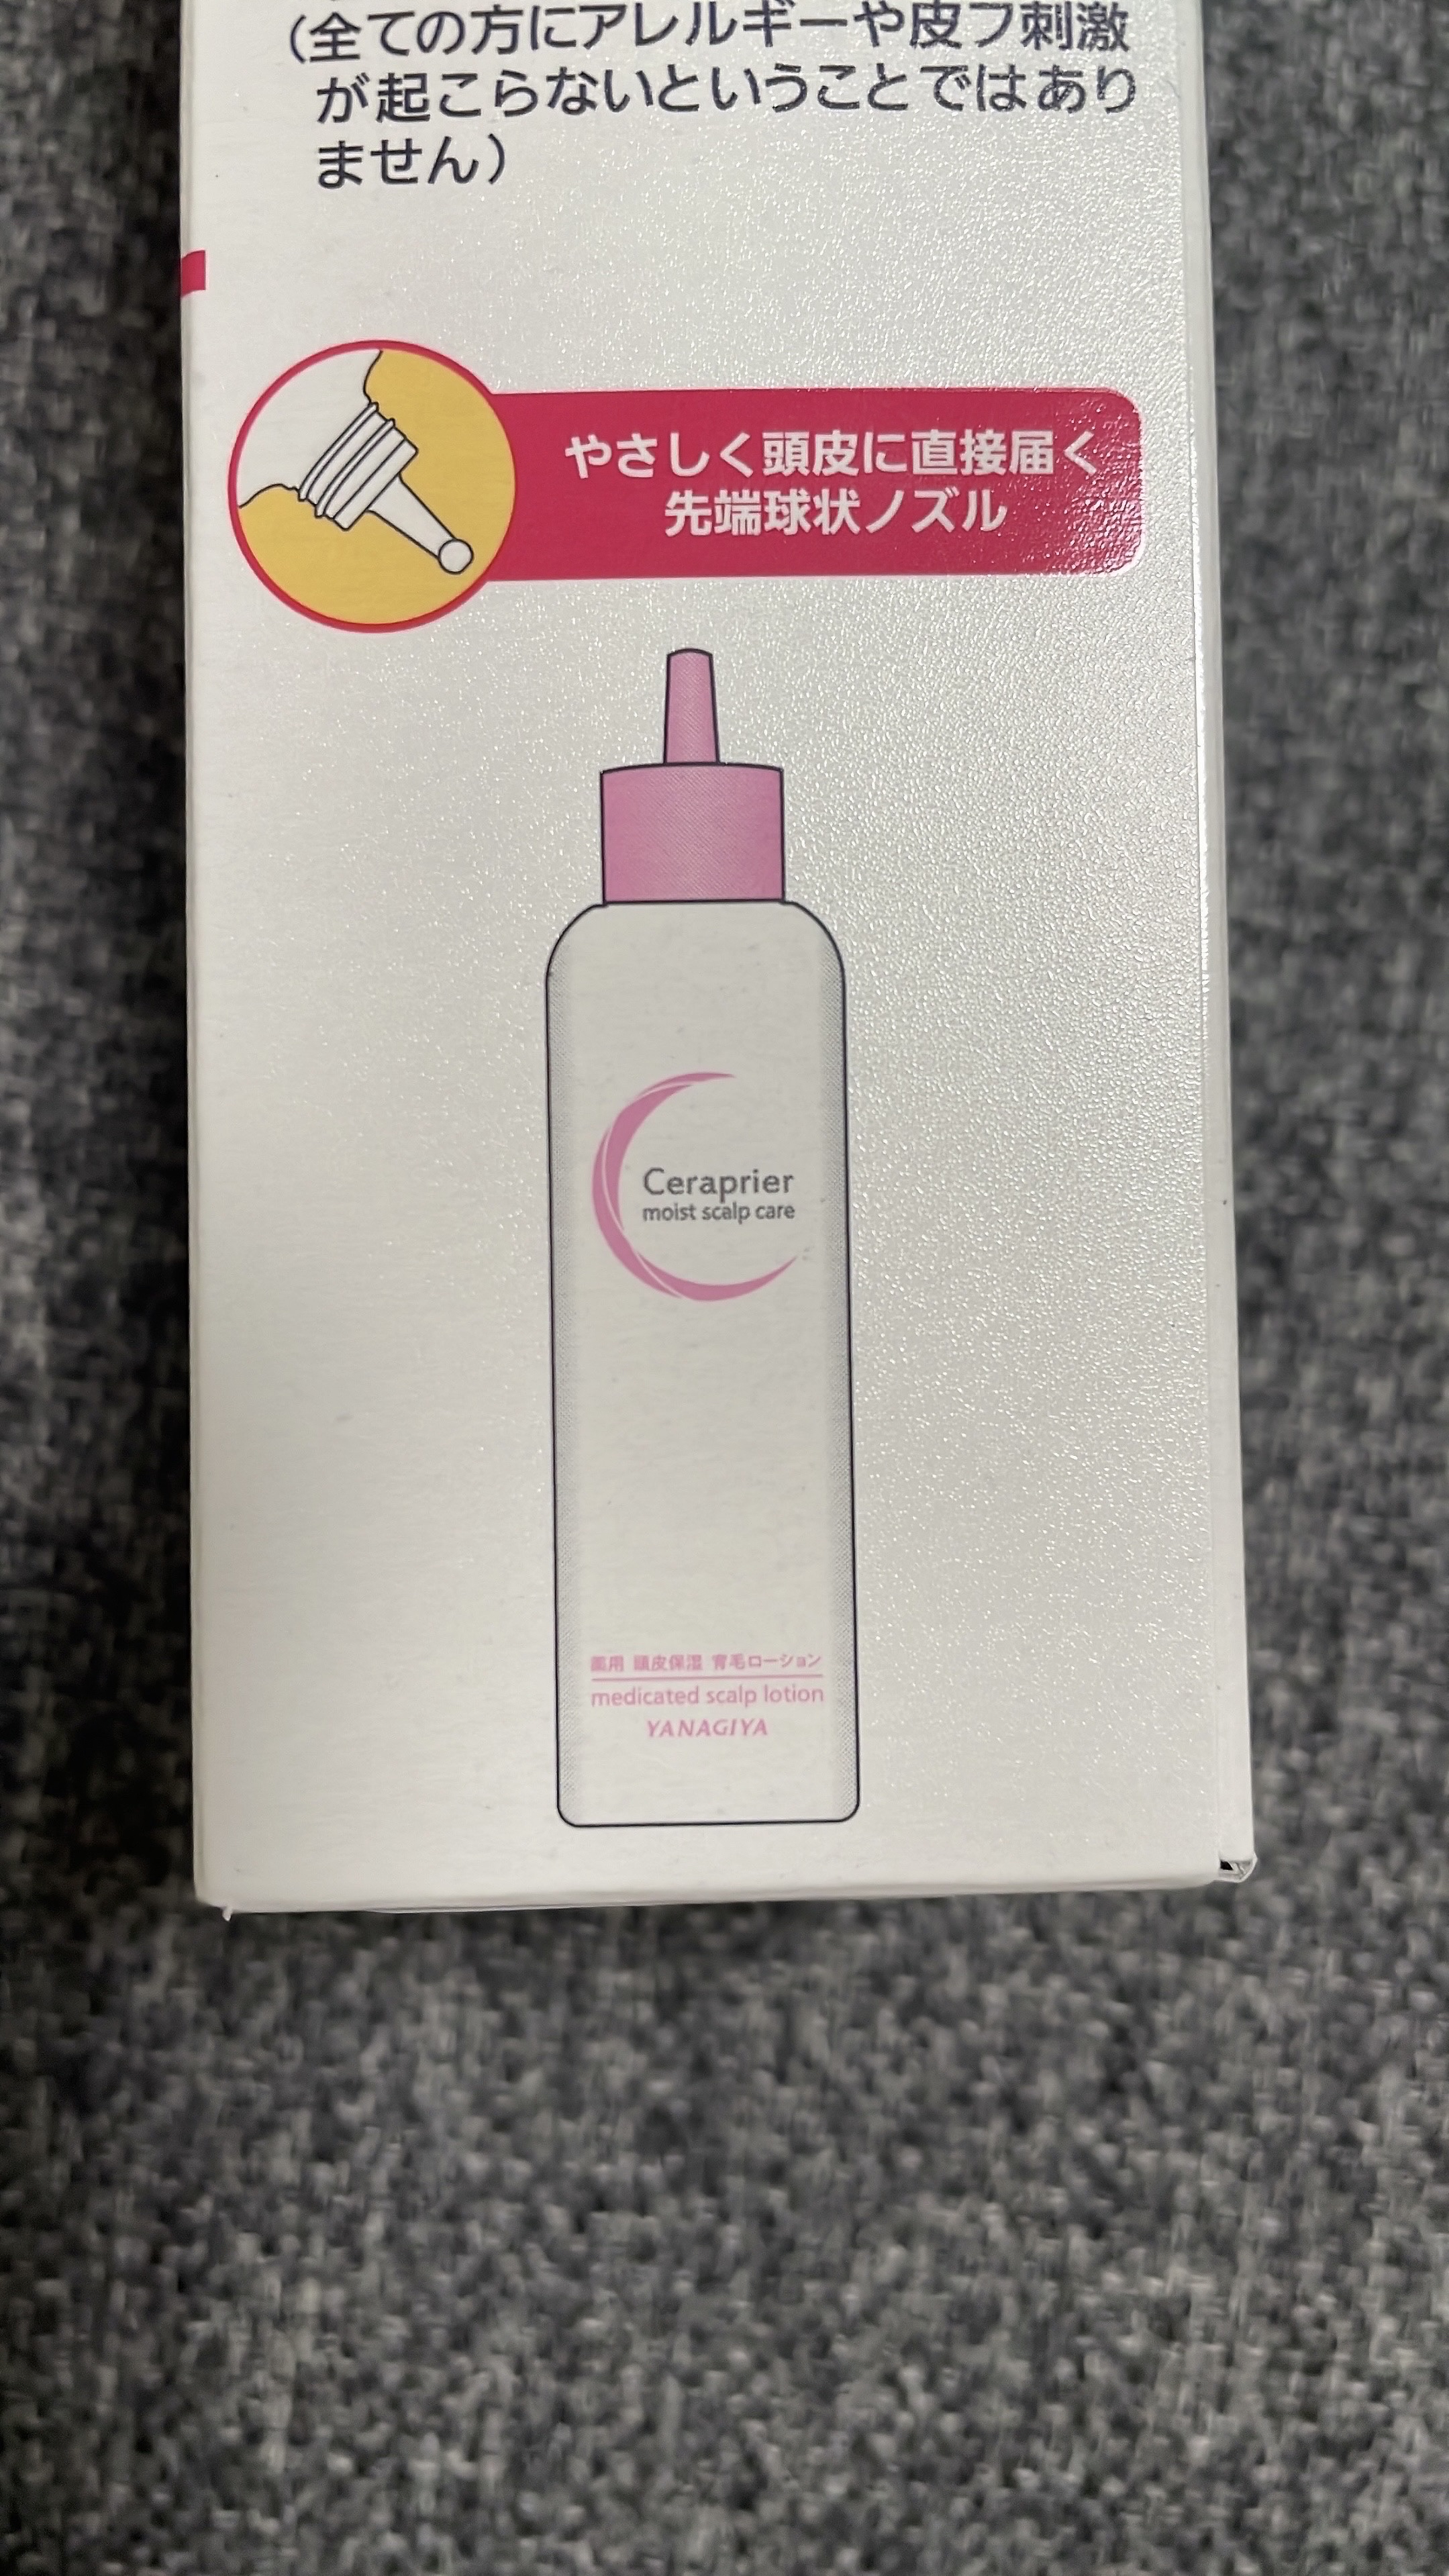 (全ての方にアレルギーや皮フ刺激
が起こらないということではあり
ません)
やさしく頭皮に直接届く
先端球状ノズル
Ceraprier
moist scalp care
薬用 頭皮保湿 育毛ローション
medicated scalp lotion
YANAGIYA